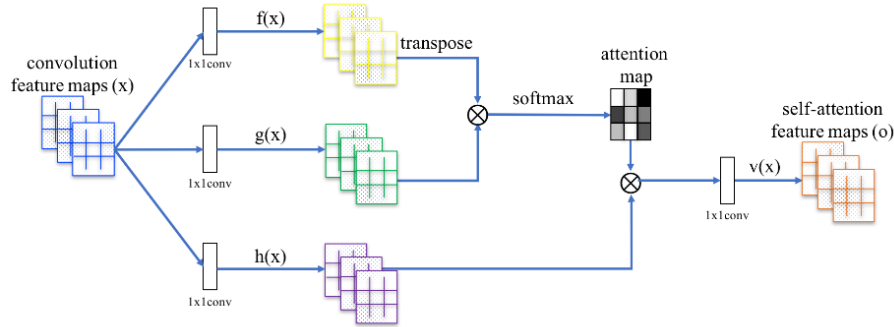 convolution
feature maps (x)
1x1conv
f(x)
transpose
1x1conv
g(x)
1x1conv
h(x)
softmax
attention
map
1x1conv
v(x)
self-attention
feature maps (o)